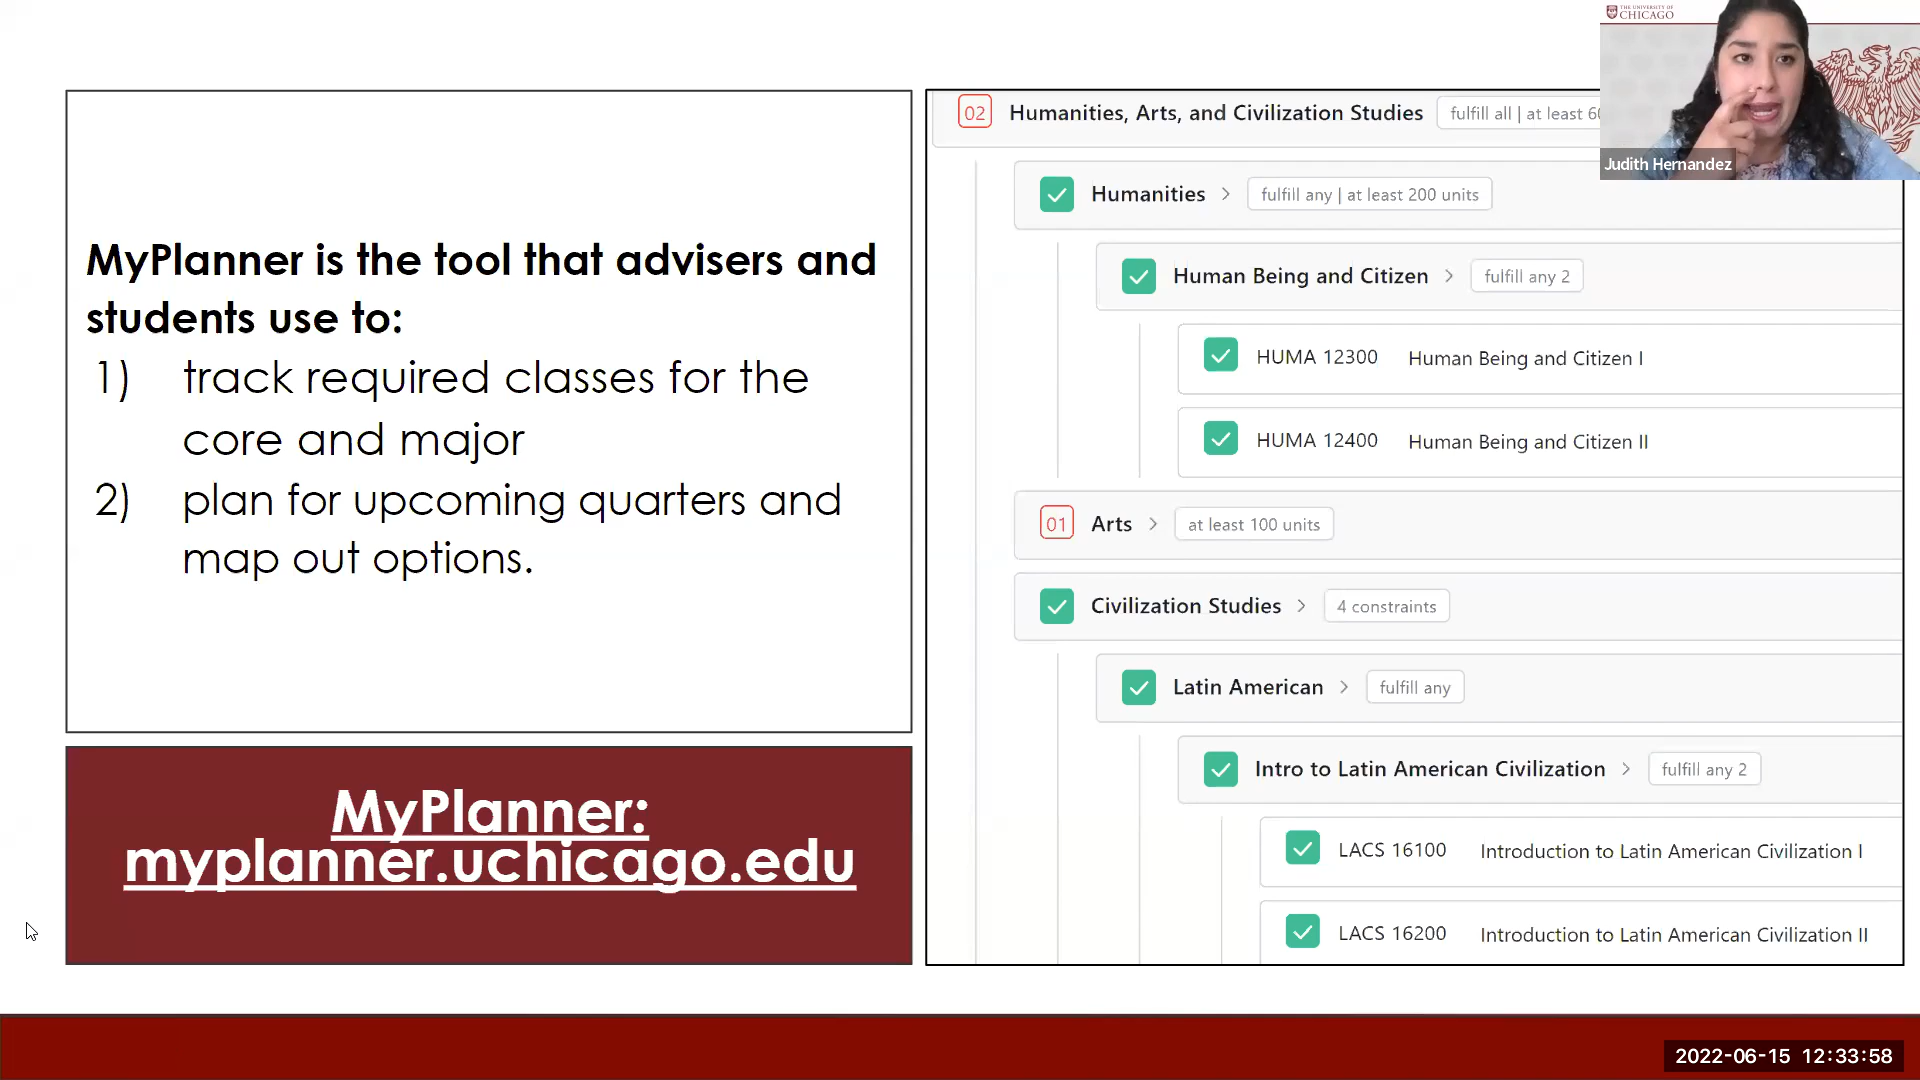 MyPlanner is the tool that advisers and
students use to:
1) track required classes for the
core and major
2) plan for upcoming quarters and
map out options.
MyPlanner:
myplanner.uchicago.edu
02 Humanities, Arts, and Civilization Studies fulfill all | at least
Humanities > fulfill any | at least 200 units
Human Being and Citizen > fulfill any 2
HUMA 12300 Human Being and Citizen I
HUMA 12400 Human Being and Citizen II
01 Arts > at least 100 units
Civilization Studies > 4 constraints
Latin American > fulfill any
Intro to Latin American Civilization > fulfill any 2
LACS 16100 Introduction to Latin American Civilization I
LACS 16200 Introduction to Latin American Civilization II
THE UNIVERSITY OF
CHICAGO
Judith Hernandez
2022-06-15 12:33:58